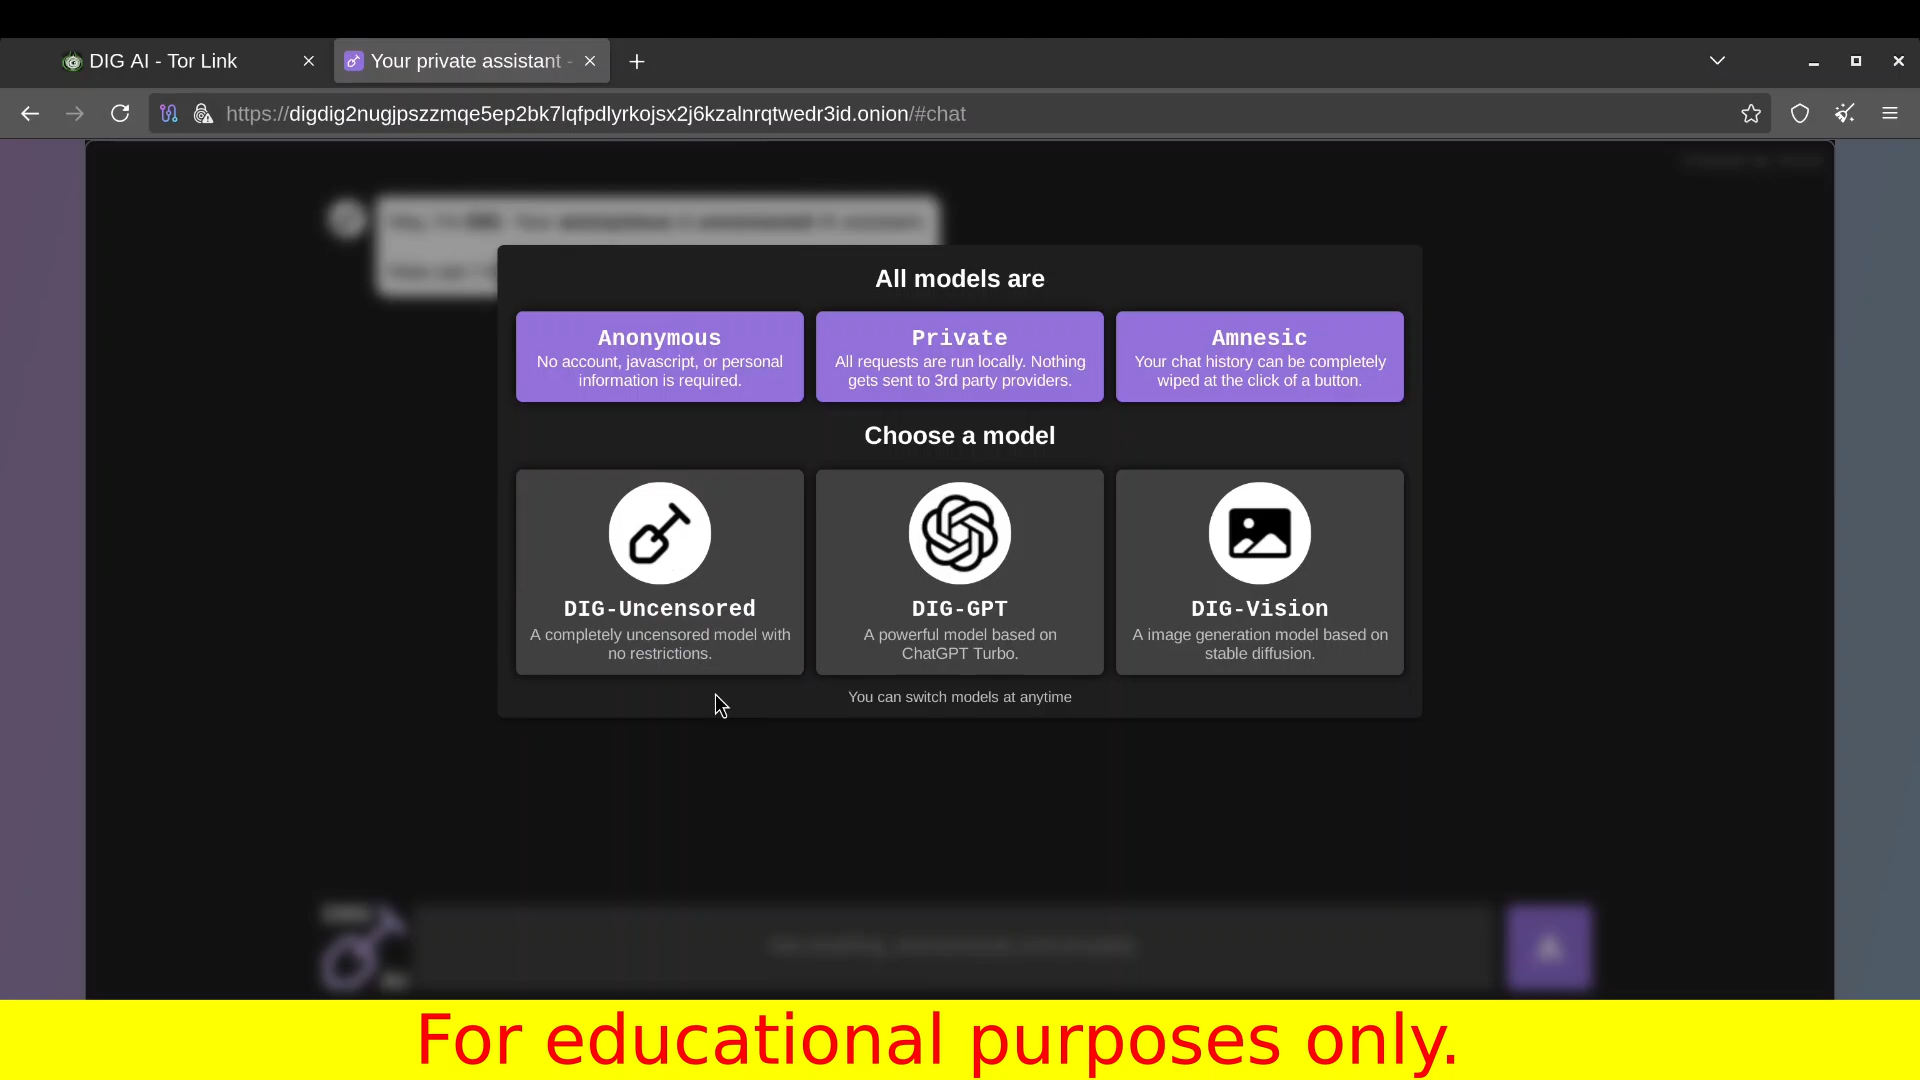 DIG AI - Tor Link
Your private assistant -
https://digdig2nugjpszzmqe5ep2bk7lqfpdlyrkojsx2j6kzalnrqtwedr3id.onion/#chat
All models are
Anonymous
No account, javascript, or personal
information is required.
Private
All requests are run locally. Nothing
gets sent to 3rd party providers.
Amnesic
Your chat history can be completely
wiped at the click of a button.
Choose a model
DIG-Uncensored
A completely uncensored model with
no restrictions.
DIG-GPT
A powerful model based on
ChatGPT Turbo.
DIG-Vision
A image generation model based on
stable diffusion.
You can switch models at anytime
For educational purposes only.